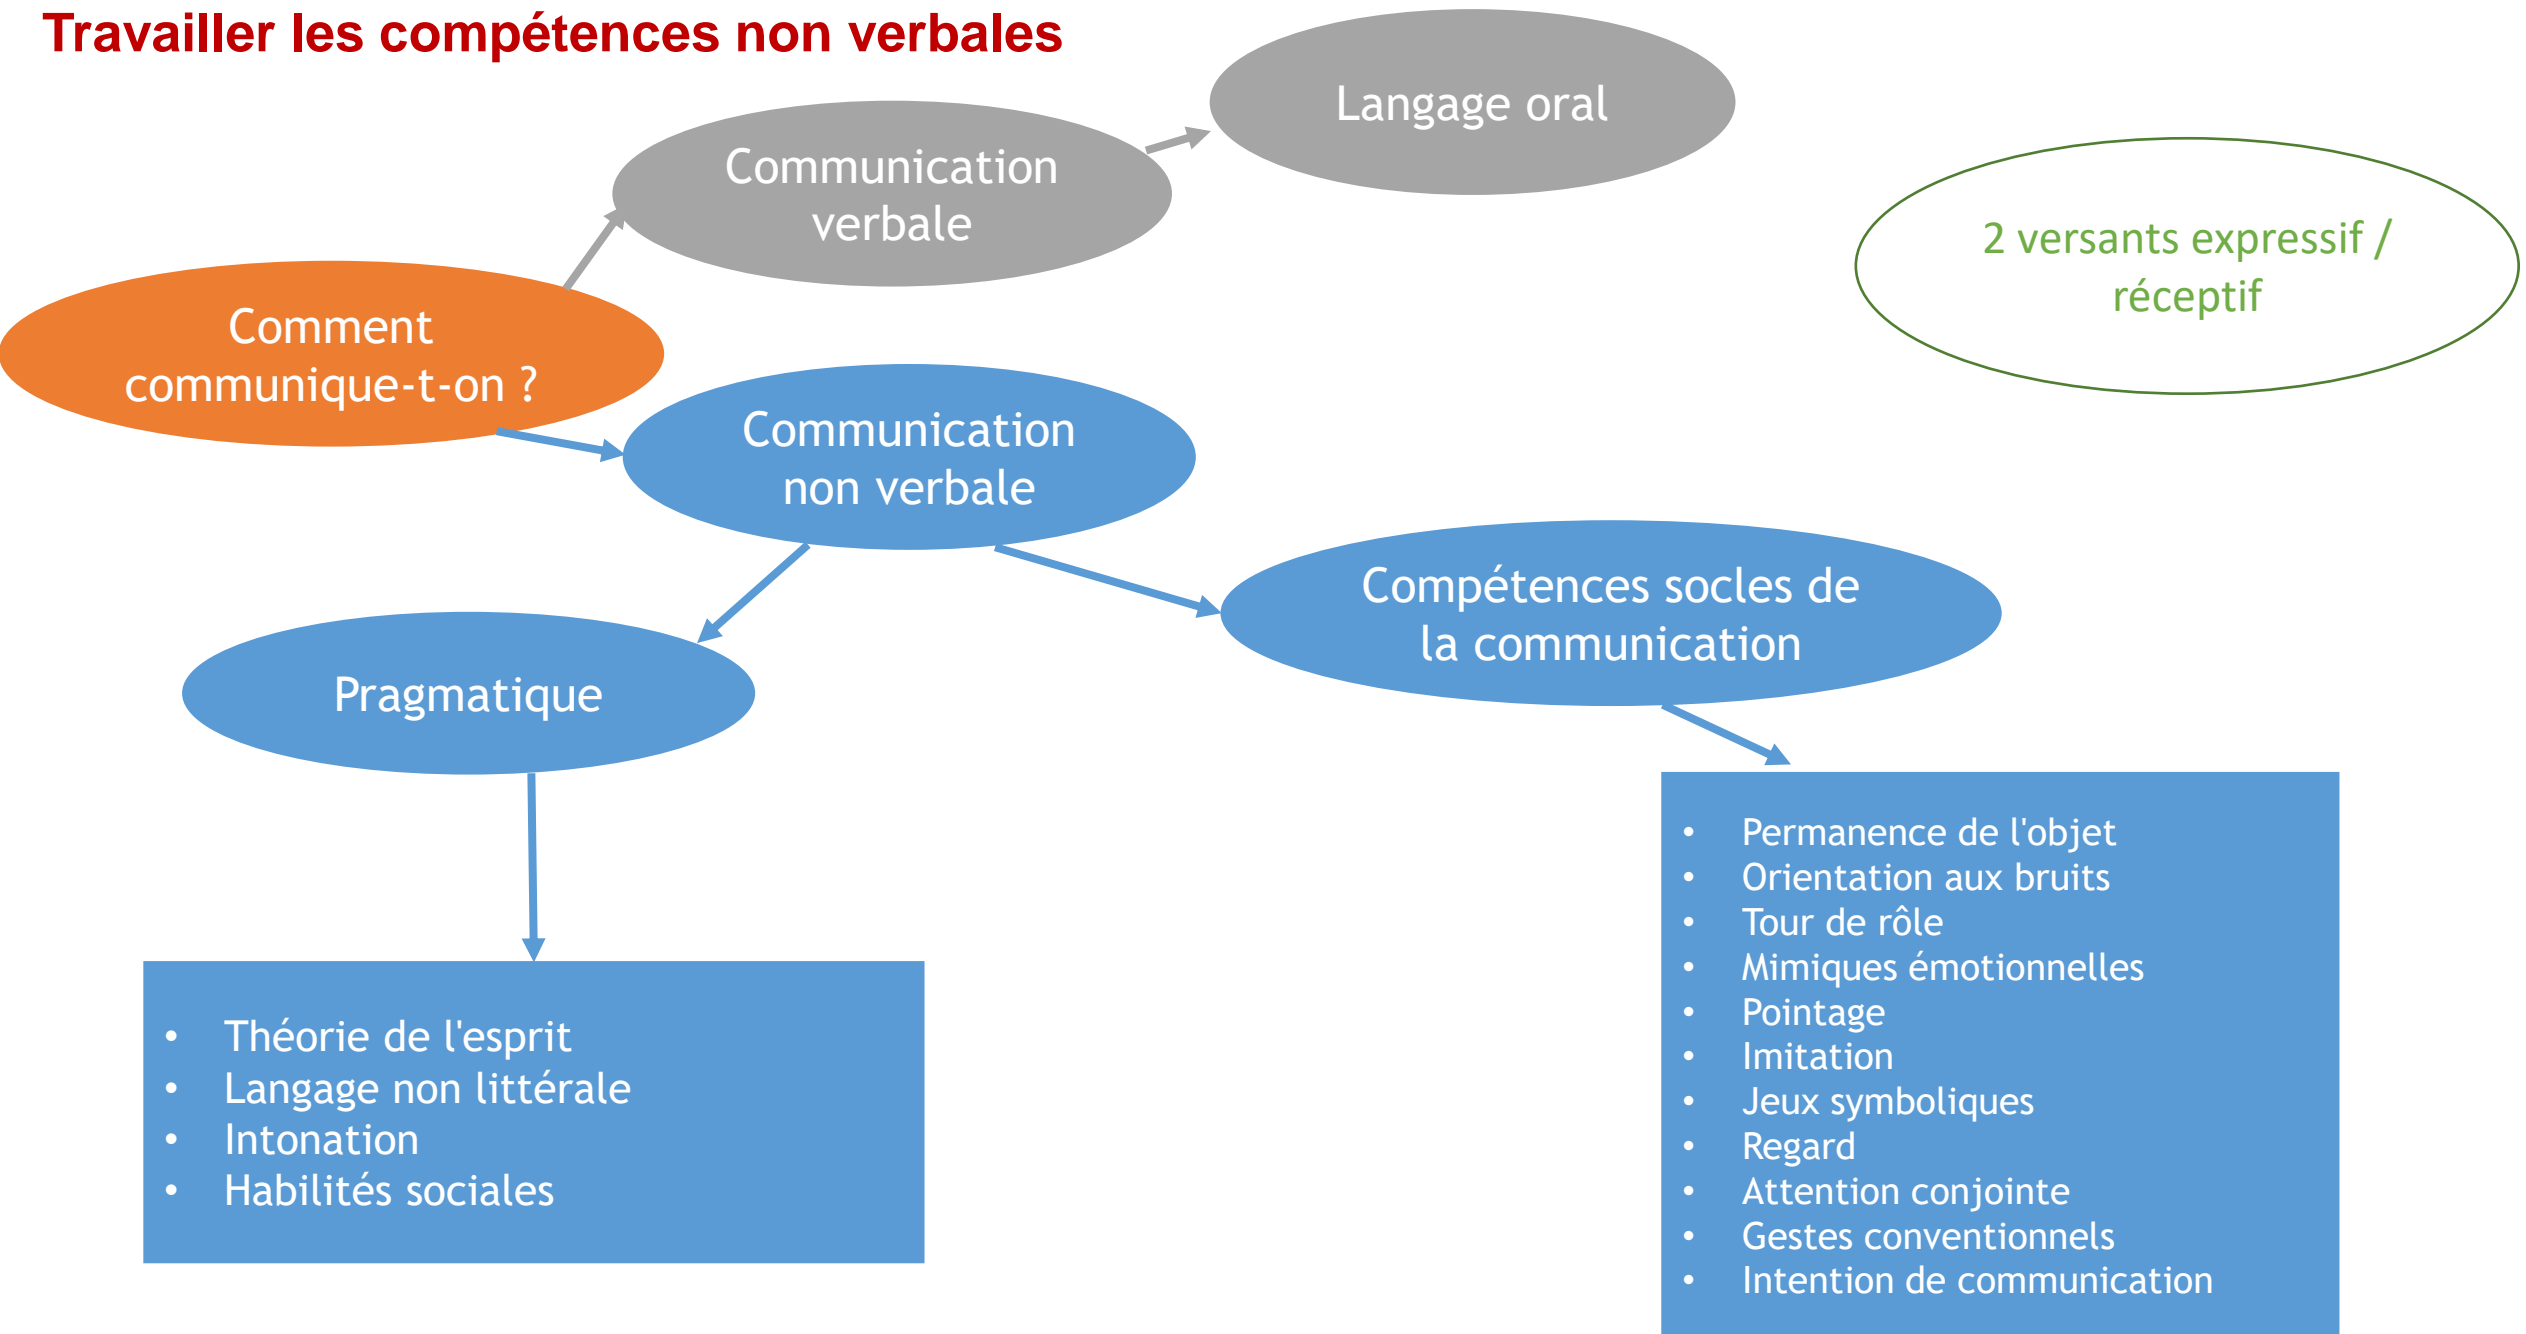 Travailler les compétences non verbales
Langage oral
Communication
verbale
2 versants expressif /
réceptif
Comment
communique-t-on ?
Communication
non verbale
Compétences socles de
la communication
Pragmatique
• Permanence de l'objet
• Orientation aux bruits
• Tour de rôle
• Mimiques émotionnelles
• Pointage
• Imitation
• Jeux symboliques
• Regard
• Attention conjointe
• Gestes conventionnels
• Intention de communication
• Théorie de l'esprit
• Langage non littérale
• Intonation
• Habilités sociales